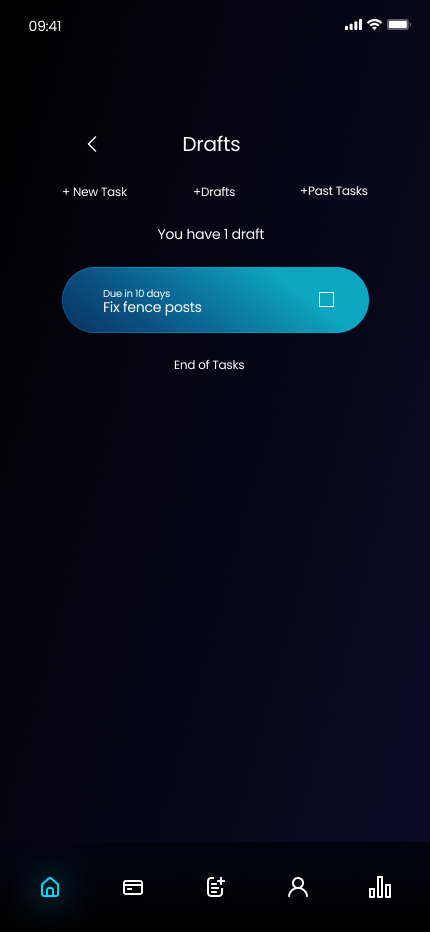 09:41
Drafts
+ New Task
+Drafts
+Past Tasks
You have 1 draft
Due in 10 days
Fix fence posts
End of Tasks